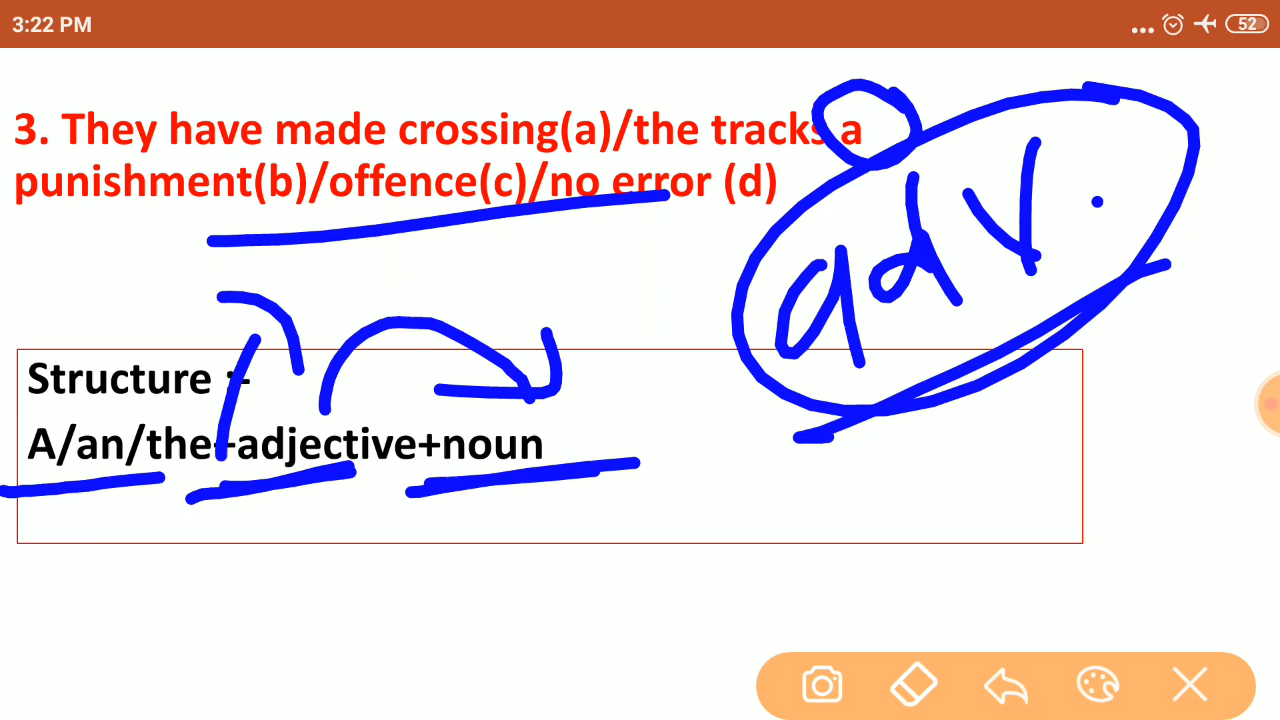 3:22 PM
52
3. They have made crossing(a)/the tracks a
punishment(b)/offence(c)/no error (d)
adv.
Structure :-
A/an/the+adjective+noun